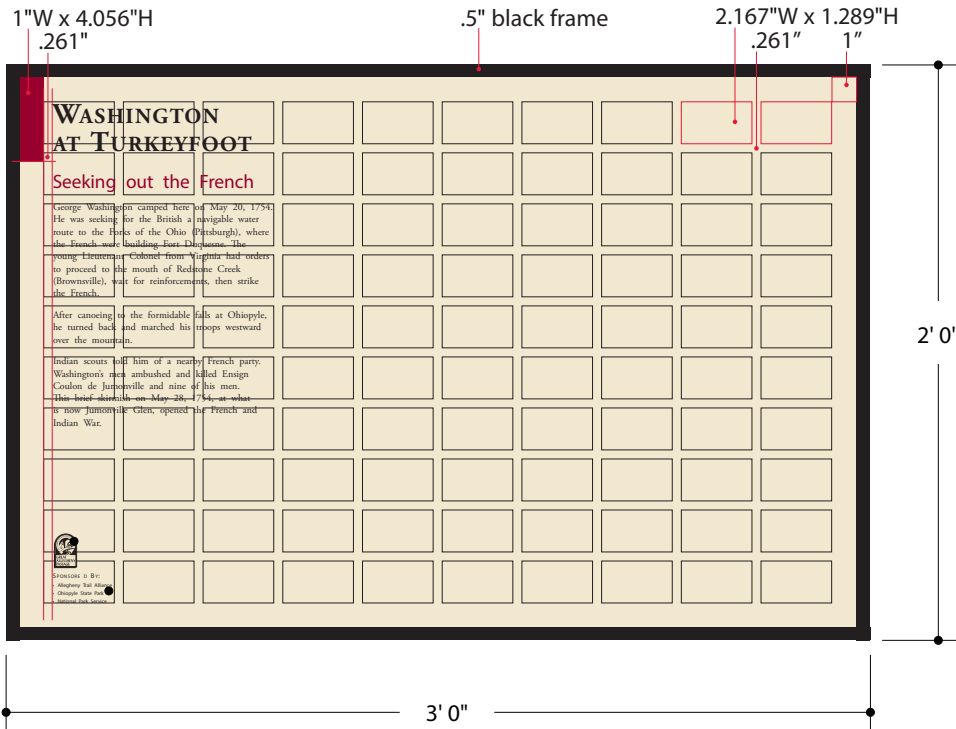 1"W x 4.056"H
.261"
.5" black frame
2.167"W x 1.289"H
.261”
1”
Washington
at Turkeyfoot
Seeking out the French
George Washington camped here on May 20, 1754.
He was seeking for the British a navigable water
route to the Forks of the Ohio (Pittsburgh), where
the French were building Fort Duquesne. The
young Lieutenant Colonel from Virginia had orders
to proceed to the mouth of Redstone Creek
(Brownsville), wait for reinforcements, then strike
the French.
After canoeing to the formidable falls at Ohiopyle,
he turned back and marched his troops westward
over the mountain.
Indian scouts told him of a nearby French party.
Washington's men ambushed and killed Ensign
Coulon de Jumonville and nine of his men.
This brief skirmish on May 28, 1754, at what
is now Jumonville Glen, opened the French and
Indian War.
Sponsore d By:
- Allegheny Trail Alliance
- Ohiopyle State Park
- National Park Service
2' 0"
3' 0"